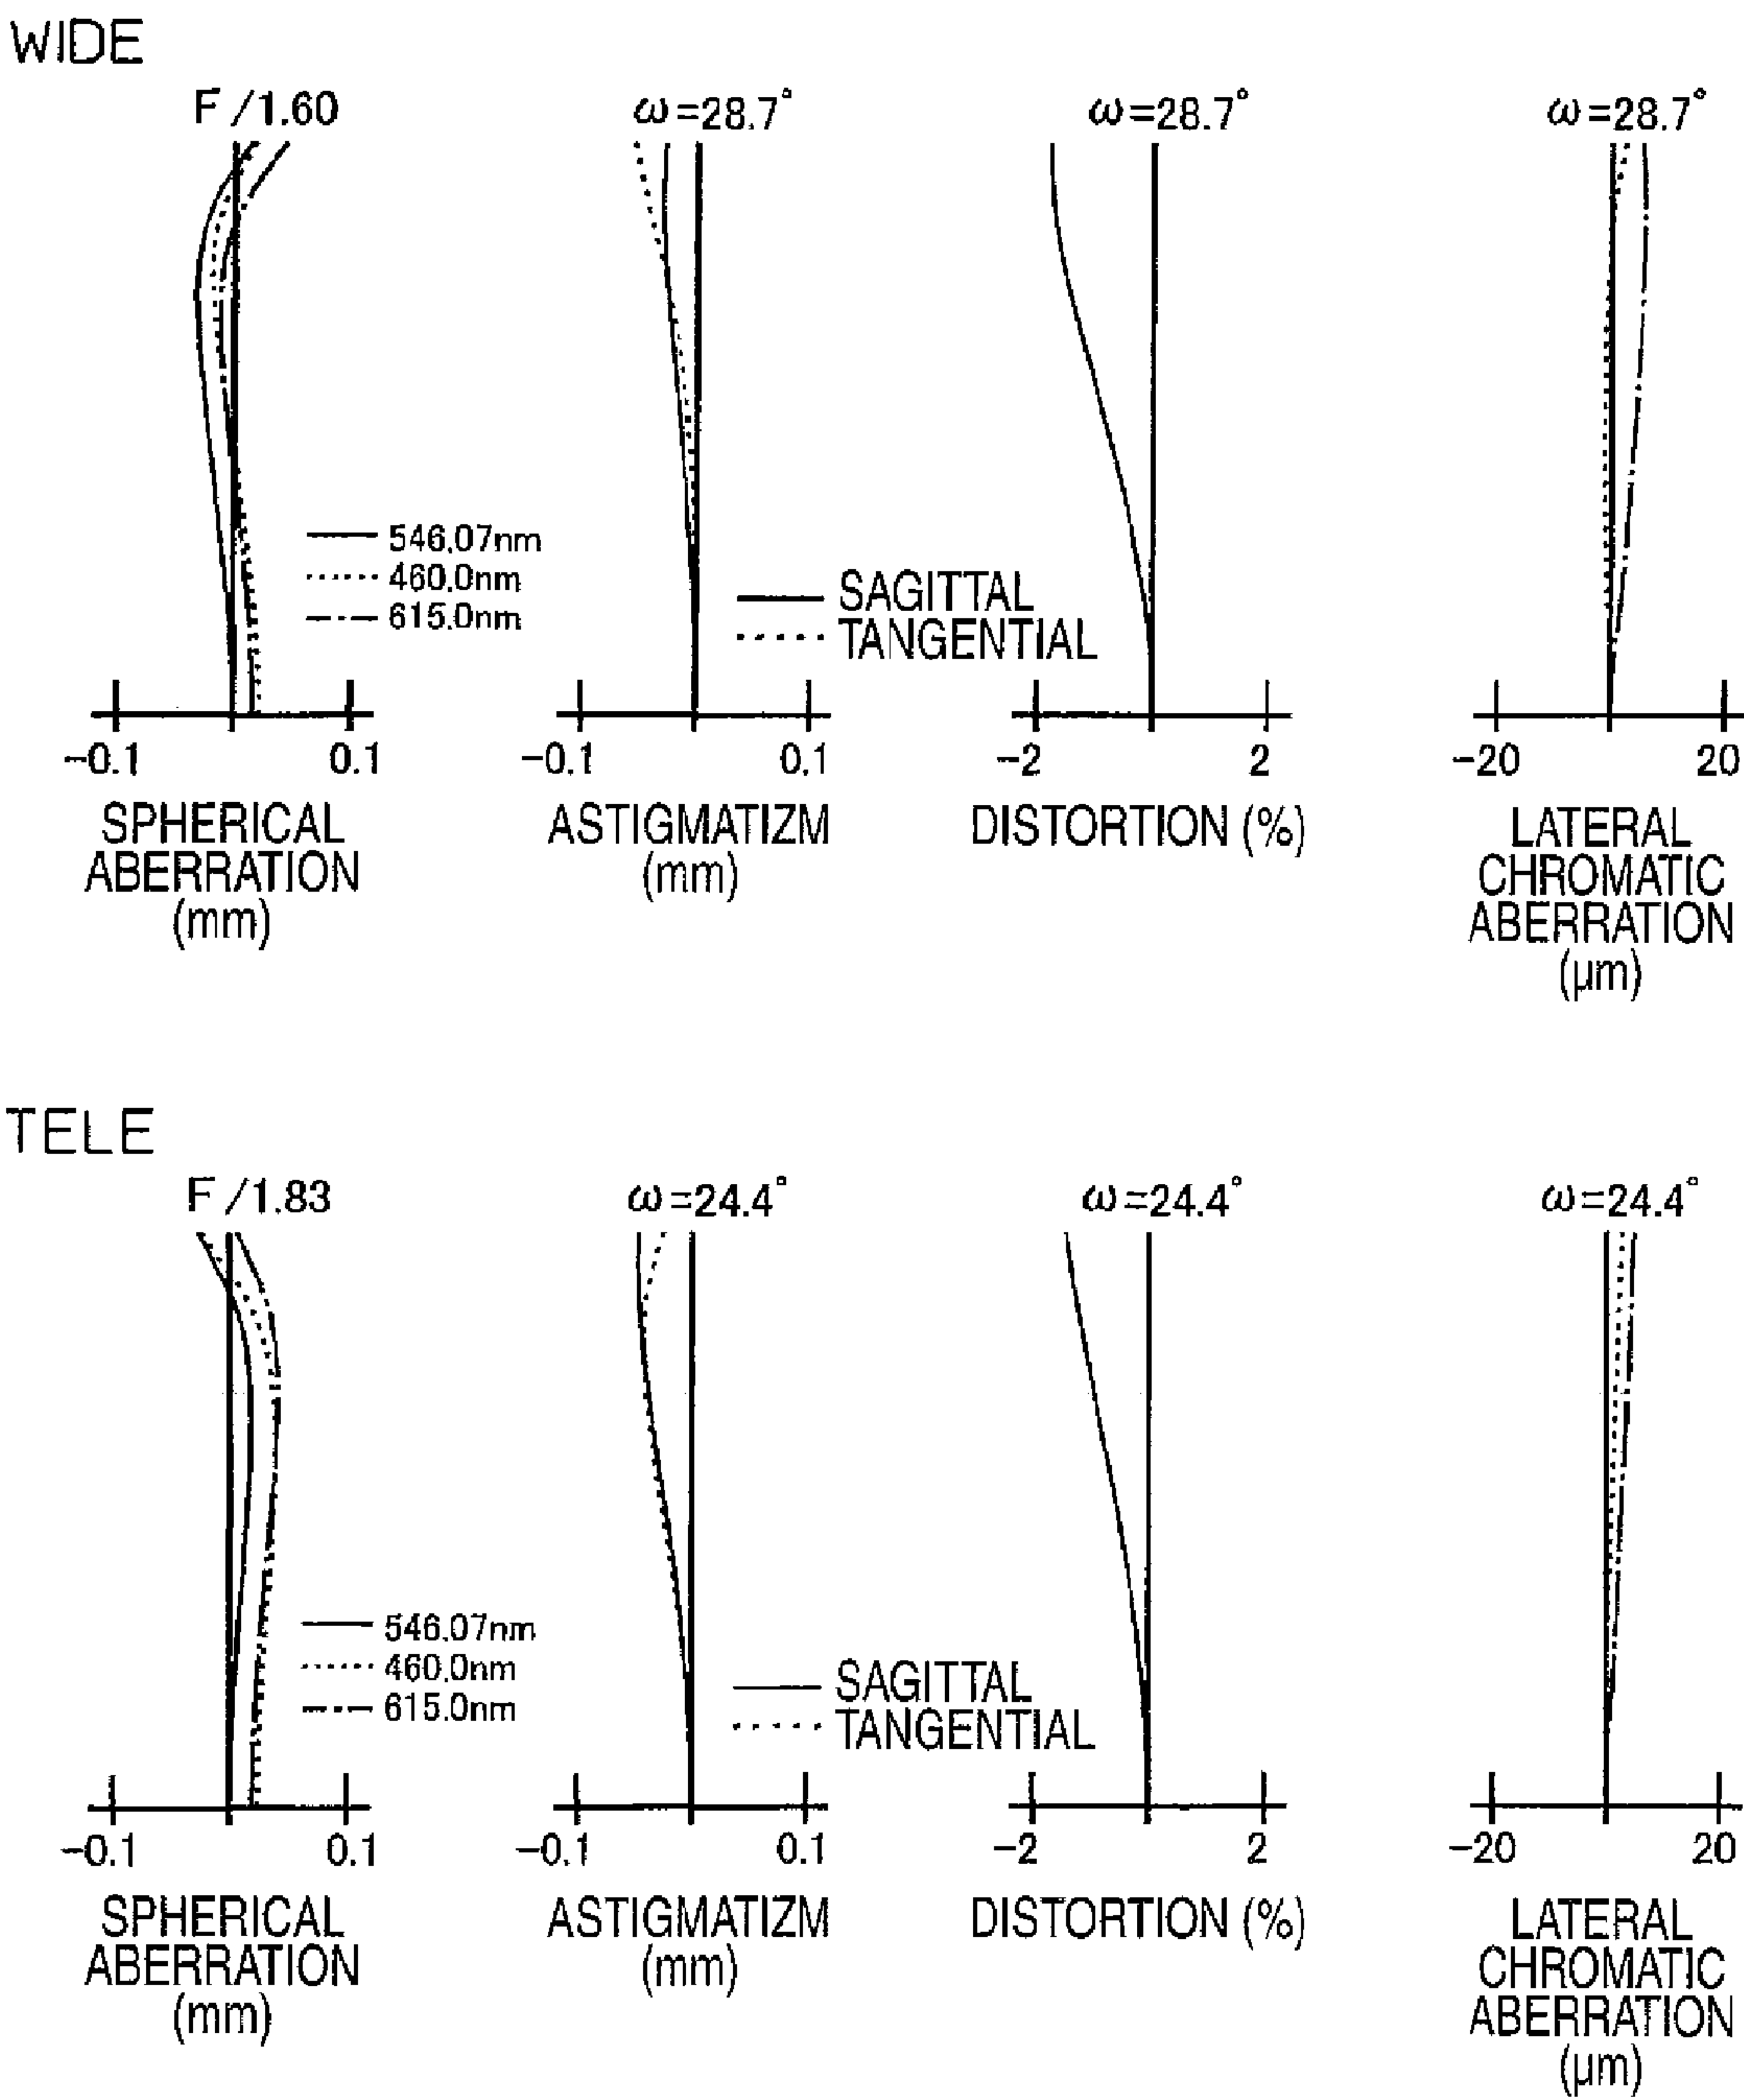 WIDE
F/1.60
ω=28.7°
ω=28.7°
ω=28.7°
546.07nm
460.0nm
615.0nm
SAGITTAL
TANGENTIAL
-0.1
0.1
-0.1
0.1
-2
2
-20
20
SPHERICAL
ABERRATION
(mm)
ASTIGMATIZM
(mm)
DISTORTION (%)
LATERAL
CHROMATIC
ABERRATION
(μm)
TELE
F/1.83
ω=24.4°
ω=24.4°
ω=24.4°
546.07nm
460.0nm
615.0nm
SAGITTAL
TANGENTIAL
-0.1
0.1
-0.1
0.1
-2
2
-20
20
SPHERICAL
ABERRATION
(mm)
ASTIGMATIZM
(mm)
DISTORTION (%)
LATERAL
CHROMATIC
ABERRATION
(μm)